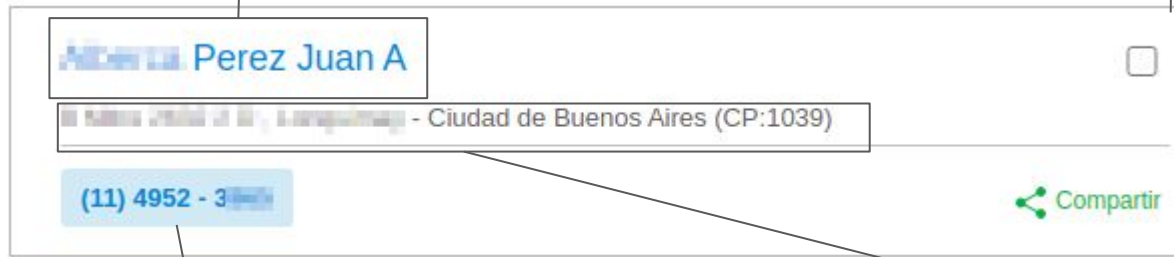 Perez Juan A
- Ciudad de Buenos Aires (CP:1039)
(11) 4952 - 3
Compartir